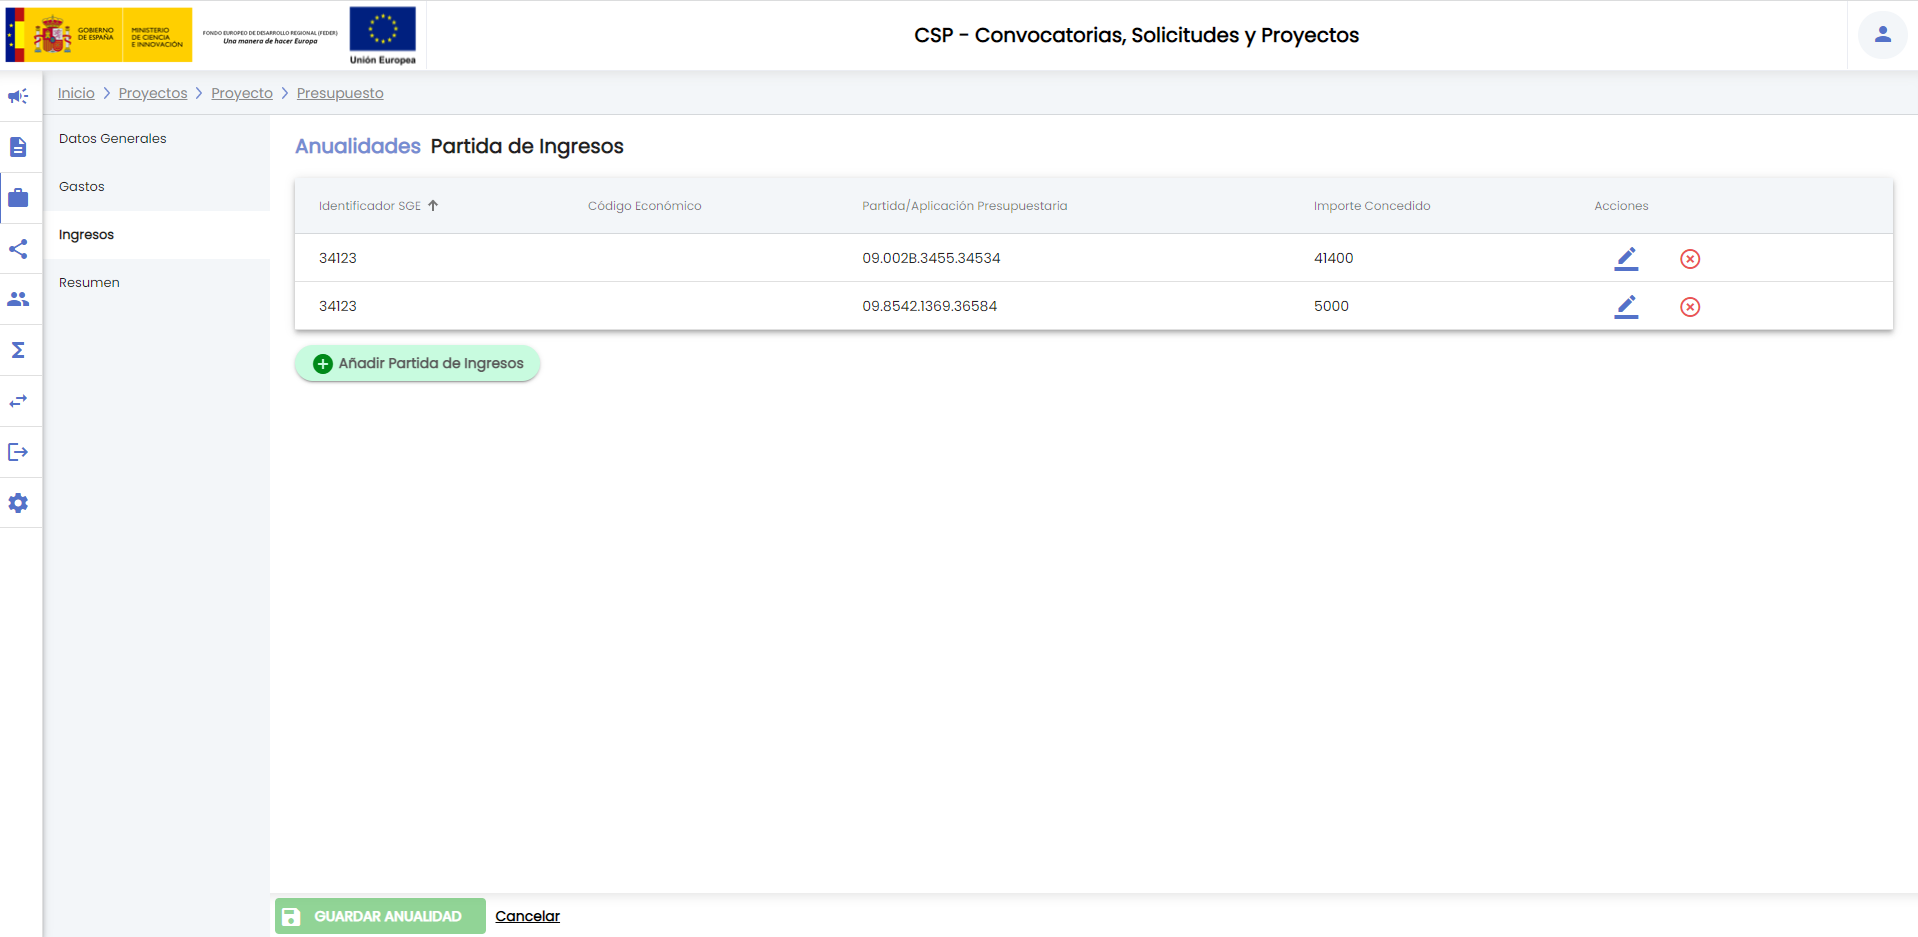 GOBIERNO
DE ESPAÑA
MINISTERIO
DE CIENCIA
E INNOVACIÓN
FONDO EUROPEO DE DESARROLLO REGIONAL (FEDER)
Una manera de hacer Europa
Unión Europea
CSP - Convocatorias, Solicitudes y Proyectos
Inicio > Proyectos > Proyecto > Presupuesto
Datos Generales
Gastos
Ingresos
Resumen
Anualidades Partida de Ingresos
Identificador SGE Código Económico Partida/Aplicación Presupuestaria Importe Concedido Acciones
34123 09.002B.3455.34534 41400
34123 09.8542.1369.36584 5000
Añadir Partida de Ingresos
GUARDAR ANUALIDAD Cancelar